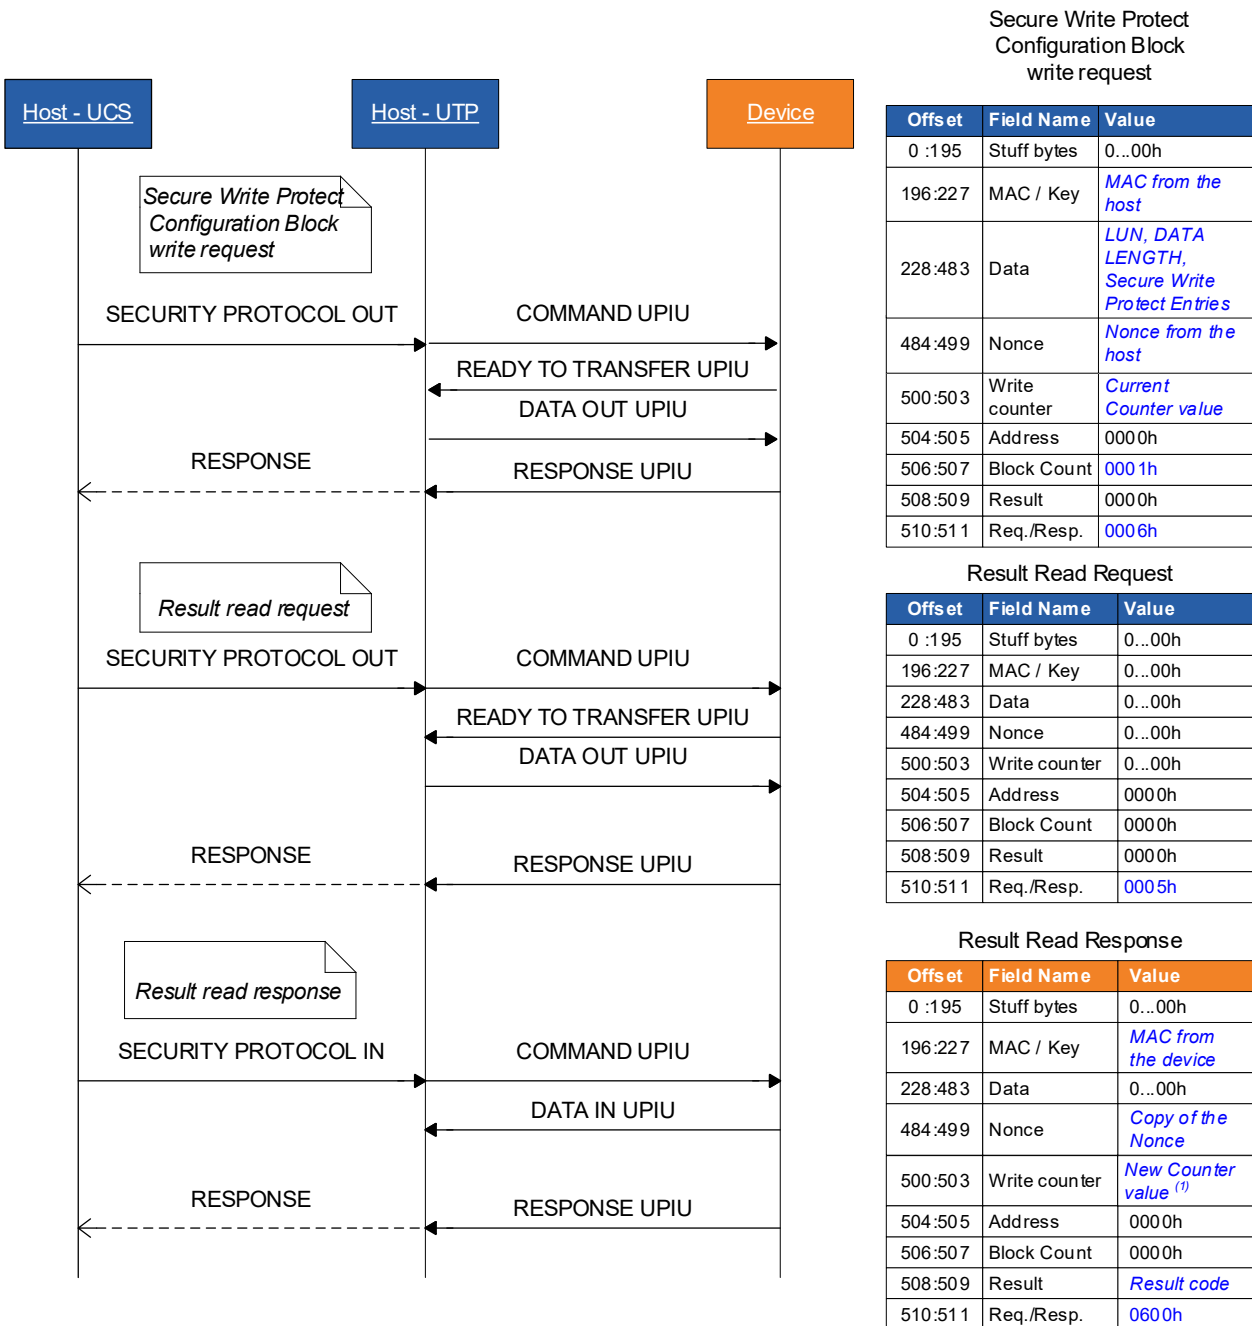 Secure Write Protect
Configuration Block
write request
Host - UCS
Host - UTP
Device
Secure Write Protect
Configuration Block
write request
SECURITY PROTOCOL OUT
COMMAND UPIU
READY TO TRANSFER UPIU
DATA OUT UPIU
RESPONSE
RESPONSE UPIU
Result read request
SECURITY PROTOCOL OUT
COMMAND UPIU
READY TO TRANSFER UPIU
DATA OUT UPIU
RESPONSE
RESPONSE UPIU
Result read response
SECURITY PROTOCOL IN
COMMAND UPIU
DATA IN UPIU
RESPONSE
RESPONSE UPIU
Offset Field Name Value
0 :195 Stuff bytes 0...00h
196:227 MAC / Key MAC from the
host
228:483 Data LUN, DATA
LENGTH,
Secure Write
Protect Entries
484:499 Nonce Nonce from the
host
500:503 Write
counter Current
Counter value
504:505 Address 0000h
506:507 Block Count 0001h
508:509 Result 0000h
510:511 Req./Resp. 0006h
Result Read Request
Offset Field Name Value
0 :195 Stuff bytes 0...00h
196:227 MAC / Key 0...00h
228:483 Data 0...00h
484:499 Nonce 0...00h
500:503 Write counter 0...00h
504:505 Address 0000h
506:507 Block Count 0000h
508:509 Result 0000h
510:511 Req./Resp. 0005h
Result Read Response
Offset Field Name Value
0 :195 Stuff bytes 0...00h
196:227 MAC / Key MAC from
the device
228:483 Data 0...00h
484:499 Nonce Copy of the
Nonce
500:503 Write counter New Counter
value (1)
504:505 Address 0000h
506:507 Block Count 0000h
508:509 Result Result code
510:511 Req./Resp. 0600h